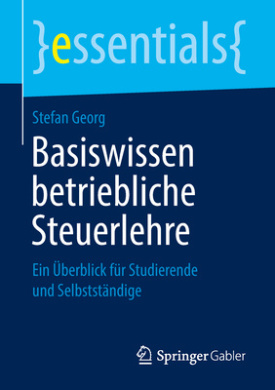 }essentials{
Stefan Georg
Basiswissen
betriebliche
Steuerlehre
Ein Überblick für Studierende
und Selbstständige
Springer Gabler